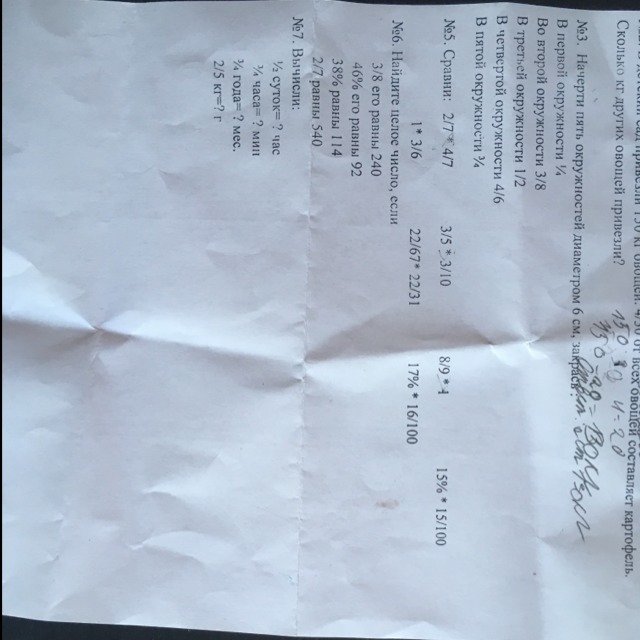 Сколько кг других овощей привезли?
№3. Начерти пять окружностей диаметром 6 см. закрась:
В первой окружности ¼
Во второй окружности 3/8
В третьей окружности 1/2
В четвертой окружности 4/6
В пятой окружности ¾
№5. Сравни: 2/7 * 4/7 3/5 * 3/10 8/9 * 1 15% * 15/100
1* 3/6 22/67* 22/31 17% * 16/100
№6. Найдите целое число, если
3/8 его равны 240
46% его равны 92
38% равны 114
2/7 равны 540
№7. Вычисли:
½ суток= ? час
¾ часа= ? мин
¾ года= ? мес.
2/5 кг=? г